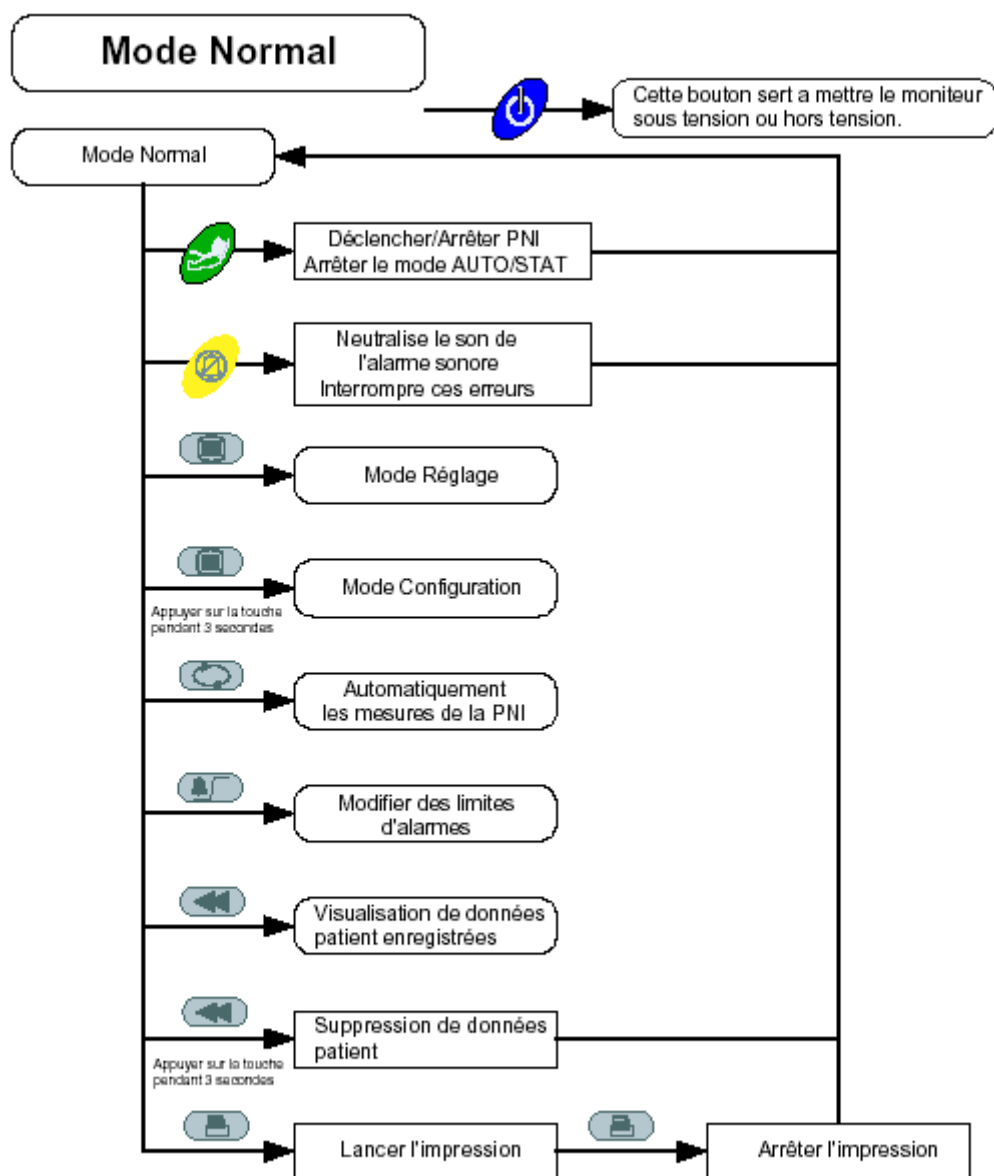 Mode Normal
Cette bouton sert a mettre le moniteur
sous tension ou hors tension.
Mode Normal
Déclencher/Arrêter PNI
Arrêter le mode AUTO/STAT
Neutralise le son de
l'alarme sonore
Interrompre ces erreurs
Mode Réglage
Mode Configuration
Appuyer sur la touche
pendant 3 secondes
Automatiquement
les mesures de la PNI
Modifier des limites
d'alarmes
Visualisation de données
patient enregistrées
Suppression de données
patient
Appuyer sur la touche
pendant 3 secondes
Lancer l'impression
Arrêter l'impression